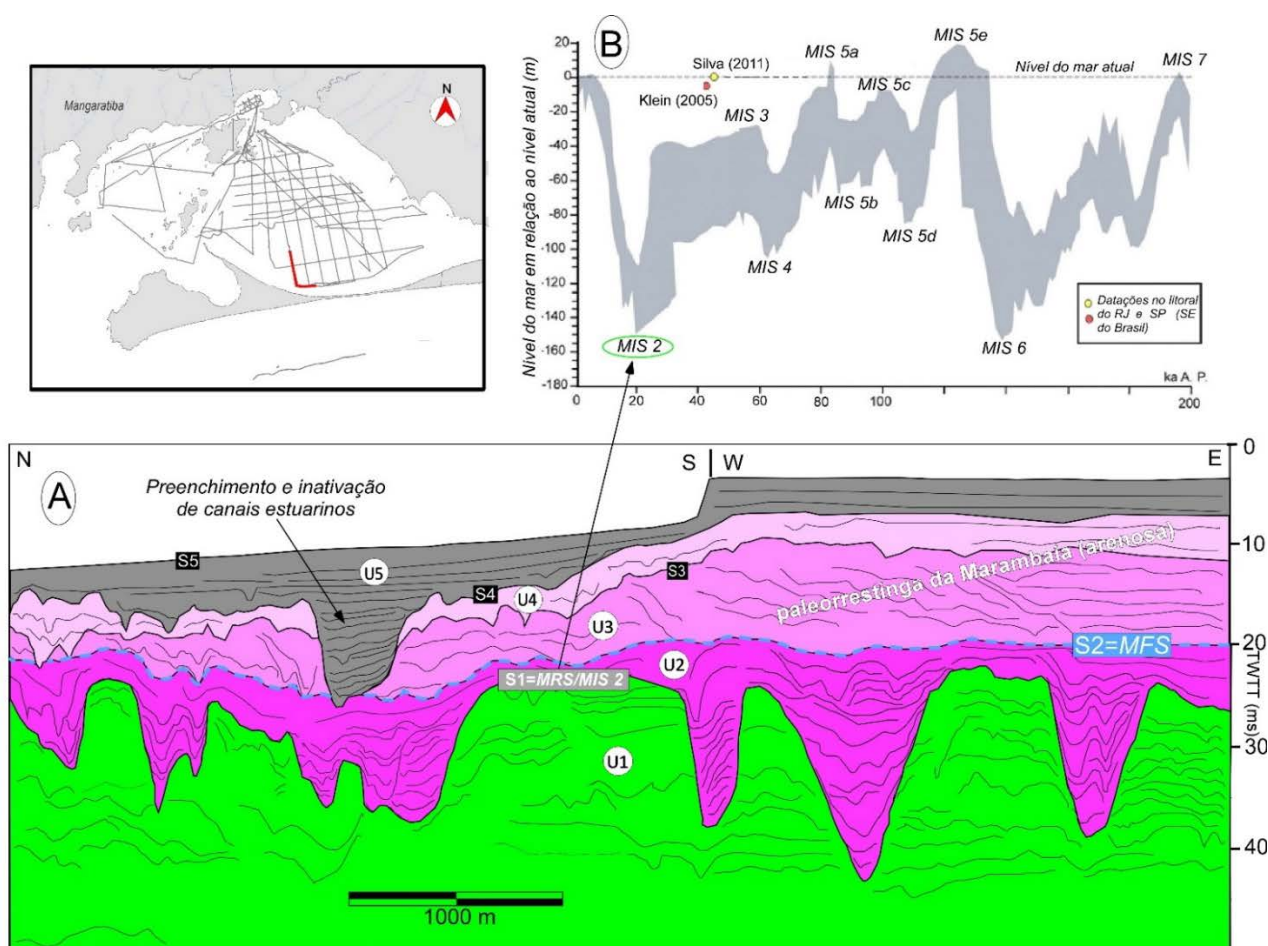 Mangaratiba
N
B
20
0
-20
-40
-60
-80
-100
-120
-140
-160
-180
Nível do mar em relação ao nível atual (m)
Silva (2011)
Klein (2005)
MIS 5a
MIS 5e
MIS 7
Nível do mar atual
MIS 5c
MIS 3
MIS 5b
MIS 5d
MIS 4
MIS 2
MIS 6
Datações no litoral
do RJ e SP (SE
do Brasil)
ka A. P.
0
20
40
60
80
100
200
N
S
W
E
A
Preenchimento e inativação
de canais estuarinos
S5
U5
S4
U4
S3
paleorrestinga da Marambaia (arenosa)
U3
S2=MFS
U2
S1=MRS/MIS 2
U1
1000 m
0
10
20
30
40
TWTT (ms)